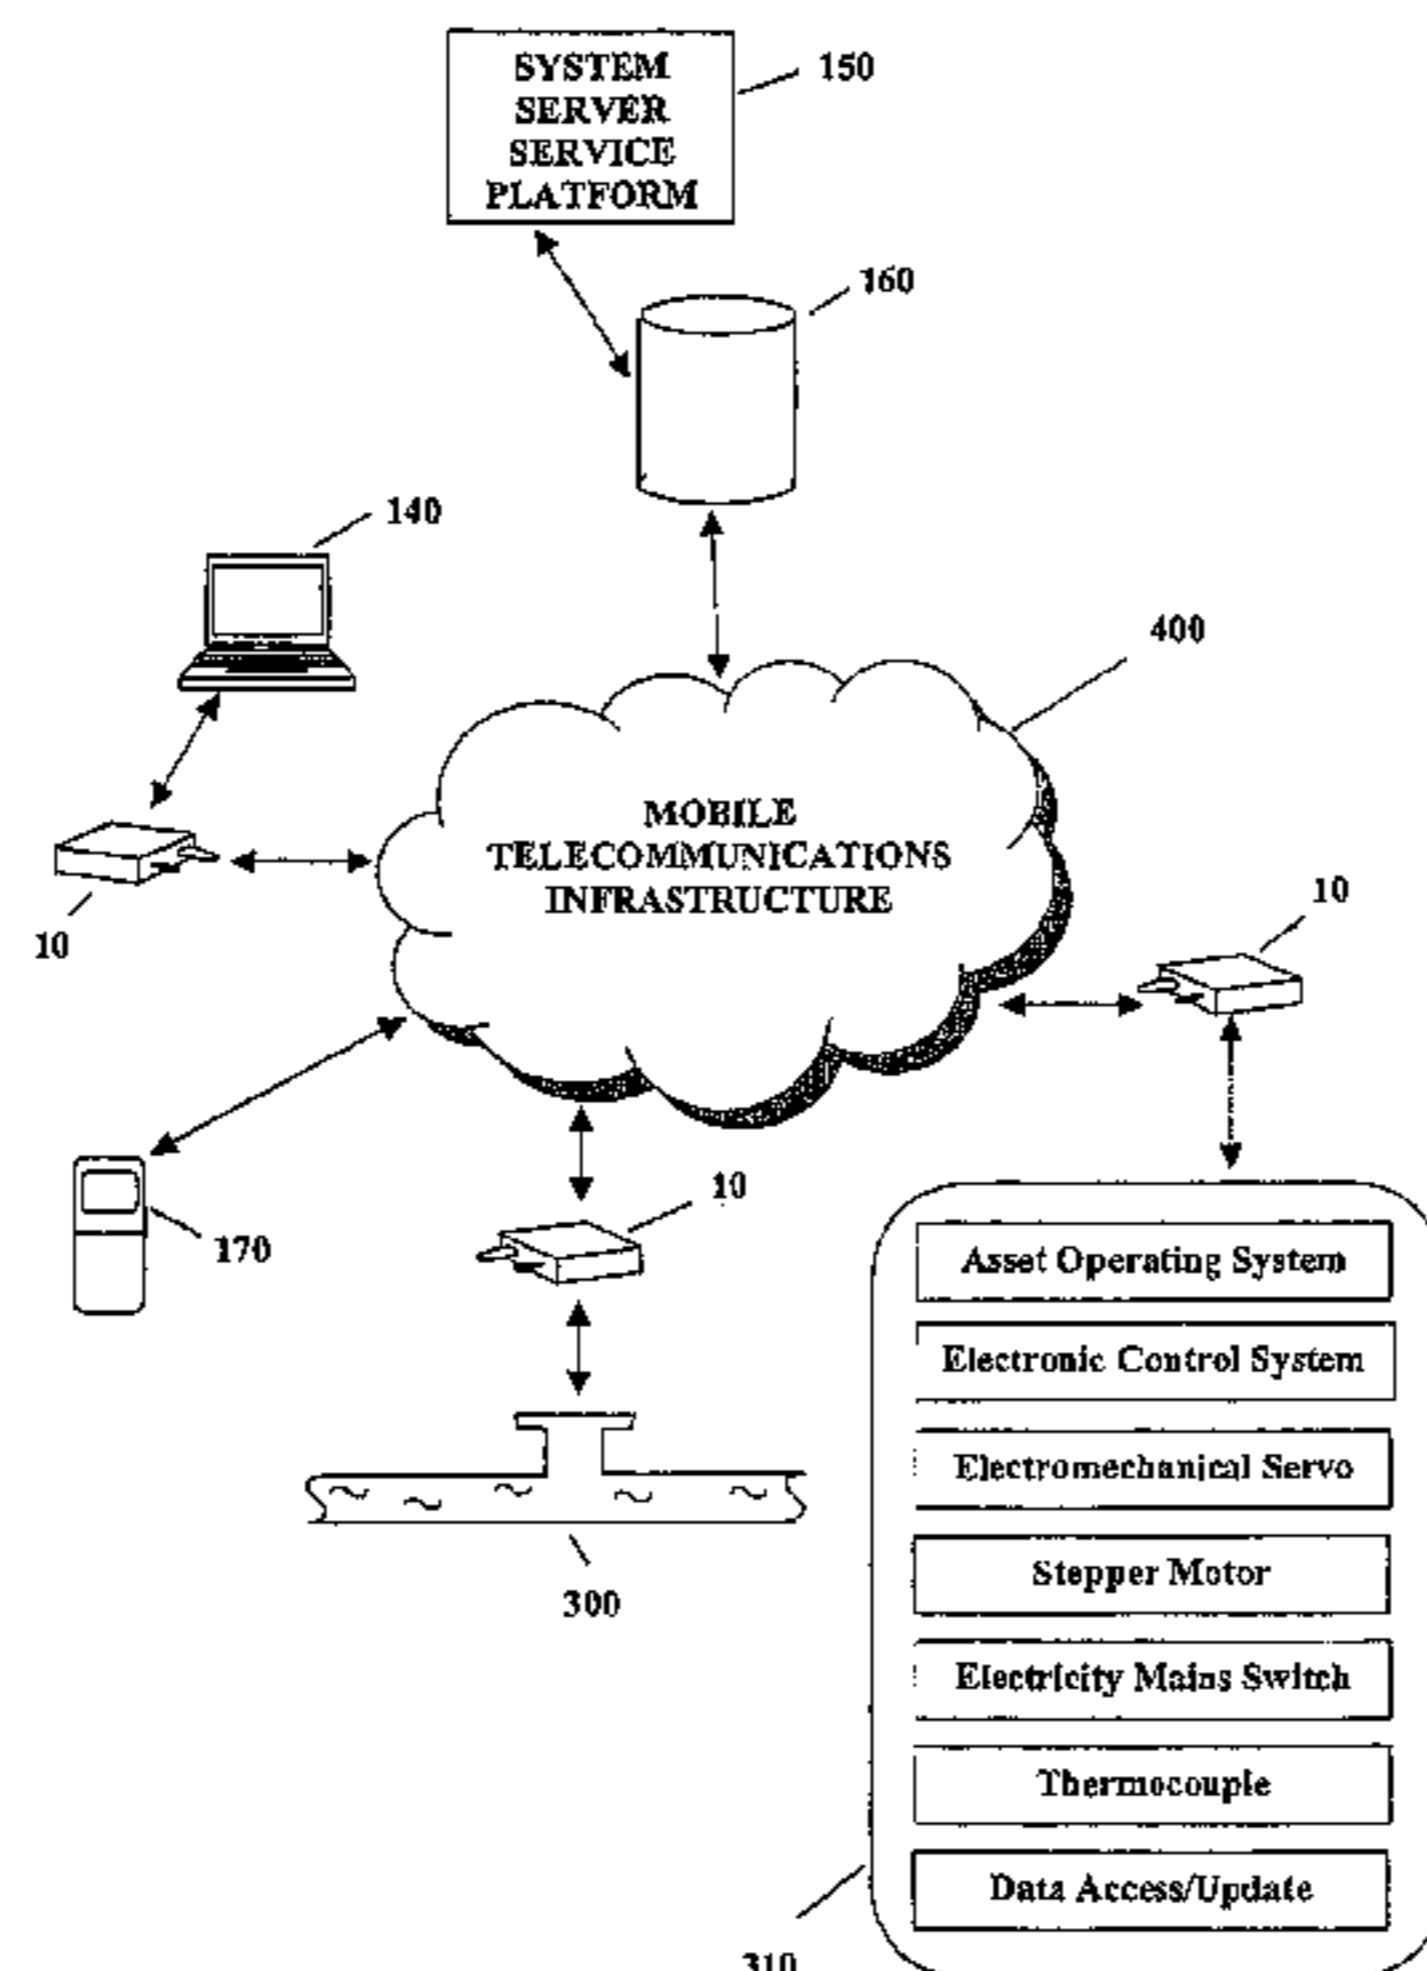 SYSTEM
SERVER
SERVICE
PLATFORM
150
160
140
400
MOBILE
TELECOMMUNICATIONS
INFRASTRUCTURE
10
10
10
170
Asset Operating System
Electronic Control System
Electromechanical Servo
300
Stepper Motor
Electricity Mains Switch
Thermocouple
Data Access/Update
310